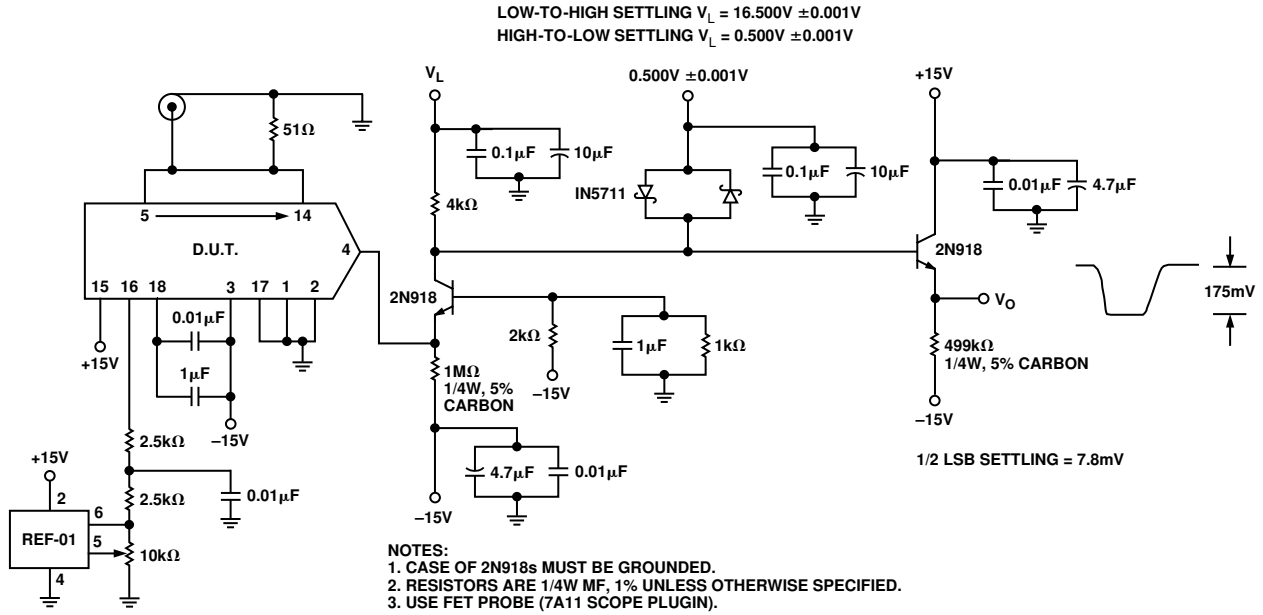 LOW-TO-HIGH SETTLING VL = 16.500V ±0.001V
HIGH-TO-LOW SETTLING VL = 0.500V ±0.001V
VL
0.500V ±0.001V
+15V
51Ω
0.1µF
10µF
0.1µF
10µF
0.01µF
4.7µF
4kΩ
IN5711
5
14
D.U.T.
4
2N918
2N918
15
16
18
3
17
1
2
VO
175mV
0.01µF
+15V
1µF
–15V
2kΩ
–15V
1µF
1kΩ
1MΩ
1/4W, 5%
CARBON
499kΩ
1/4W, 5% CARBON
–15V
2.5kΩ
+15V
2
2.5kΩ
0.01µF
4.7µF
0.01µF
–15V
1/2 LSB SETTLING = 7.8mV
6
REF-01
5
10kΩ
4
NOTES:
1. CASE OF 2N918s MUST BE GROUNDED.
2. RESISTORS ARE 1/4W MF, 1% UNLESS OTHERWISE SPECIFIED.
3. USE FET PROBE (7A11 SCOPE PLUGIN).